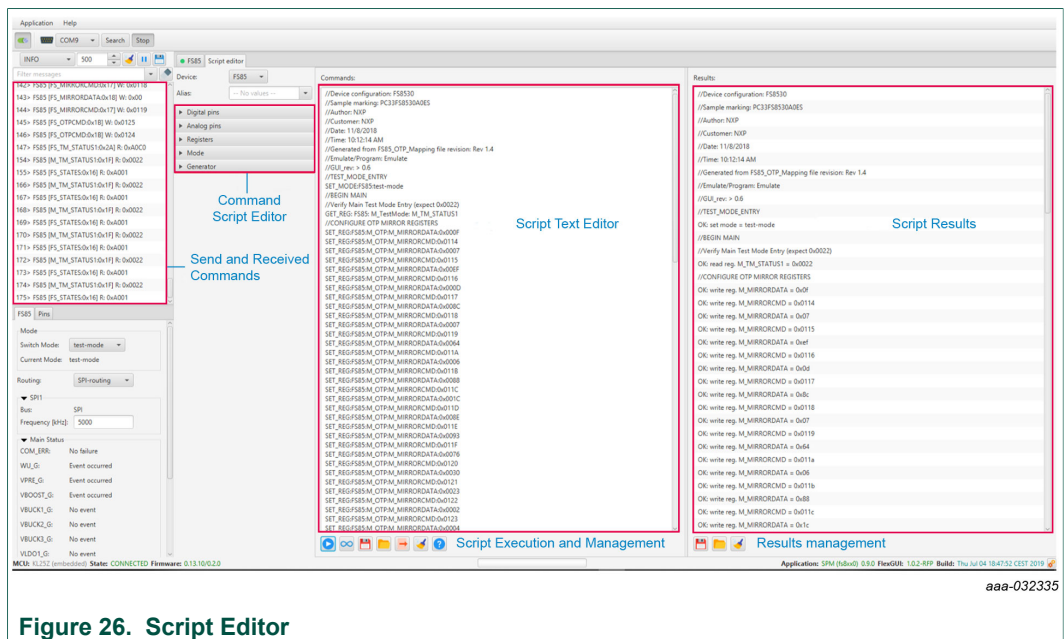 Application Help
COM9 Search Stop
INFO 500
Filter messages
142> FS85 [FS_MIRRORCMD:0x17] W: 0x0118
143> FS85 [FS_MIRRORDATA:0x18] W: 0x00
144> FS85 [FS_MIRRORCMD:0x17] W: 0x0119
145> FS85 [FS_OTPCMD:0x1B] W: 0x0125
146> FS85 [FS_OTPCMD:0x1B] W: 0x0124
147> FS85 [FS_TM_STATUS1:0x2A] R: 0xA0C0
154> FS85 [M_TM_STATUS1:0x1F] R: 0x0022
155> FS85 [FS_STATES:0x16] R: 0xA001
166> FS85 [M_TM_STATUS1:0x1F] R: 0x0022
167> FS85 [FS_STATES:0x16] R: 0xA001
168> FS85 [M_TM_STATUS1:0x1F] R: 0x0022
169> FS85 [FS_STATES:0x16] R: 0xA001
170> FS85 [M_TM_STATUS1:0x1F] R: 0x0022
171> FS85 [FS_STATES:0x16] R: 0xA001
172> FS85 [M_TM_STATUS1:0x1F] R: 0x0022
173> FS85 [FS_STATES:0x16] R: 0xA001
174> FS85 [M_TM_STATUS1:0x1F] R: 0x0022
175> FS85 [FS_STATES:0x16] R: 0xA001
Send and Received
Commands
FS85 Pins
Mode
Switch Mode: test-mode
Current Mode: test-mode
Routing: SPI-routing
SPI1
Bus: SPI
Frequency [kHz]: 5000
Main Status
COM_ERR: No failure
WU_G: Event occurred
VPRE_G: Event occurred
VBOOST_G: Event occurred
VBUCK1_G: No event
VBUCK2_G: No event
VBUCK3_G: No event
VLDO1_G: No event
FS85 Script editor
Device: FS85
Alias: -- No values --
Digital pins
Analog pins
Registers
Mode
Generator
Command
Script Editor
Commands:
//Device configuration: FS8530
//Sample marking: PC33FS8530A0ES
//Author: NXP
//Customer: NXP
//Date: 11/8/2018
//Time: 10:12:14 AM
//Generated from FS85_OTP_Mapping file revision: Rev 1.4
//Emulate/Program: Emulate
//GUI_rev: > 0.6
//TEST_MODE_ENTRY
SET_MODE:FS85:test-mode
//BEGIN MAIN
//Verify Main Test Mode Entry (expect 0x0022)
GET_REG: FS85: M_TestMode: M_TM_STATUS1
//CONFIGURE OTP MIRROR REGISTERS
SET_REG:FS85:M_OTP:M_MIRRORDATA:0x000F
SET_REG:FS85:M_OTP:M_MIRRORCMD:0x0114
SET_REG:FS85:M_OTP:M_MIRRORDATA:0x0007
SET_REG:FS85:M_OTP:M_MIRRORCMD:0x0115
SET_REG:FS85:M_OTP:M_MIRRORDATA:0x00EF
SET_REG:FS85:M_OTP:M_MIRRORCMD:0x0116
SET_REG:FS85:M_OTP:M_MIRRORDATA:0x000D
SET_REG:FS85:M_OTP:M_MIRRORCMD:0x0117
SET_REG:FS85:M_OTP:M_MIRRORDATA:0x008C
SET_REG:FS85:M_OTP:M_MIRRORCMD:0x0118
SET_REG:FS85:M_OTP:M_MIRRORDATA:0x0007
SET_REG:FS85:M_OTP:M_MIRRORCMD:0x0119
SET_REG:FS85:M_OTP:M_MIRRORDATA:0x0064
SET_REG:FS85:M_OTP:M_MIRRORCMD:0x011A
SET_REG:FS85:M_OTP:M_MIRRORDATA:0x0006
SET_REG:FS85:M_OTP:M_MIRRORCMD:0x011B
SET_REG:FS85:M_OTP:M_MIRRORDATA:0x0088
SET_REG:FS85:M_OTP:M_MIRRORCMD:0x011C
SET_REG:FS85:M_OTP:M_MIRRORDATA:0x001C
SET_REG:FS85:M_OTP:M_MIRRORCMD:0x011D
SET_REG:FS85:M_OTP:M_MIRRORDATA:0x008E
SET_REG:FS85:M_OTP:M_MIRRORCMD:0x011E
SET_REG:FS85:M_OTP:M_MIRRORDATA:0x0093
SET_REG:FS85:M_OTP:M_MIRRORCMD:0x011F
SET_REG:FS85:M_OTP:M_MIRRORDATA:0x0076
SET_REG:FS85:M_OTP:M_MIRRORCMD:0x0120
SET_REG:FS85:M_OTP:M_MIRRORDATA:0x0030
SET_REG:FS85:M_OTP:M_MIRRORCMD:0x0121
SET_REG:FS85:M_OTP:M_MIRRORDATA:0x0023
SET_REG:FS85:M_OTP:M_MIRRORCMD:0x0122
SET_REG:FS85:M_OTP:M_MIRRORDATA:0x0002
SET_REG:FS85:M_OTP:M_MIRRORCMD:0x0123
SET_REG:FS85:M_OTP:M_MIRRORDATA:0x0004
Script Text Editor
Script Execution and Management
Results:
//Device configuration: FS8530
//Sample marking: PC33FS8530A0ES
//Author: NXP
//Customer: NXP
//Date: 11/8/2018
//Time: 10:12:14 AM
//Generated from FS85_OTP_Mapping file revision: Rev 1.4
//Emulate/Program: Emulate
//GUI_rev: > 0.6
//TEST_MODE_ENTRY
OK: set mode = test-mode
//BEGIN MAIN
//Verify Main Test Mode Entry (expect 0x0022)
OK: read reg. M_TM_STATUS1 = 0x0022
//CONFIGURE OTP MIRROR REGISTERS
OK: write reg. M_MIRRORDATA = 0x0f
OK: write reg. M_MIRRORCMD = 0x0114
OK: write reg. M_MIRRORDATA = 0x07
OK: write reg. M_MIRRORCMD = 0x0115
OK: write reg. M_MIRRORDATA = 0xef
OK: write reg. M_MIRRORCMD = 0x0116
OK: write reg. M_MIRRORDATA = 0x0d
OK: write reg. M_MIRRORCMD = 0x0117
OK: write reg. M_MIRRORDATA = 0x8c
OK: write reg. M_MIRRORCMD = 0x0118
OK: write reg. M_MIRRORDATA = 0x07
OK: write reg. M_MIRRORCMD = 0x0119
OK: write reg. M_MIRRORDATA = 0x64
OK: write reg. M_MIRRORCMD = 0x011a
OK: write reg. M_MIRRORDATA = 0x06
OK: write reg. M_MIRRORCMD = 0x011b
OK: write reg. M_MIRRORDATA = 0x88
OK: write reg. M_MIRRORCMD = 0x011c
OK: write reg. M_MIRRORDATA = 0x1c
Script Results
Results management
MCU: KL25Z (embedded) State: CONNECTED Firmware: 0.13.10/0.2.0
Application: SPM (fs8xx0) 0.9.0 FlexGUI: 1.0.2-RFP Build: Thu Jul 04 18:47:52 CEST 2019
aaa-032335
Figure 26. Script Editor